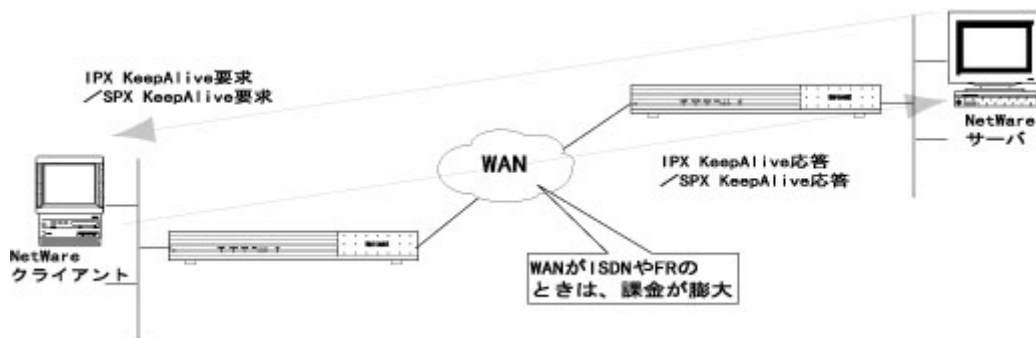 IPX KeepAlive要求
／SPX KeepAlive要求
NetWare
サーバ
WAN
IPX KeepAlive応答
／SPX KeepAlive応答
NetWare
クライアント
WANがISDNやFRの
ときは、課金が膨大